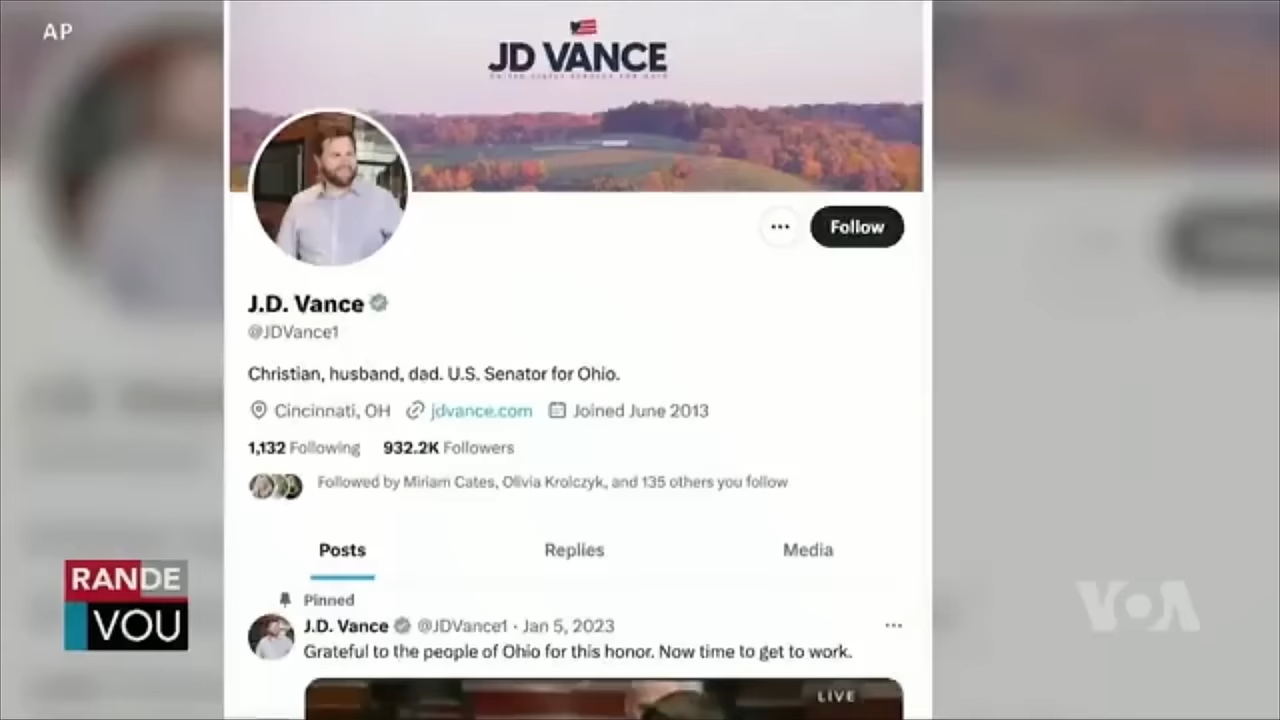 AP
JD VANCE
Follow
J.D. Vance
@JDVance1
Christian, husband, dad. U.S. Senator for Ohio.
Cincinnati, OH jdvance.com Joined June 2013
1,132 Following 932.2K Followers
Followed by Miriam Cates, Olivia Krolczyk, and 135 others you follow
Posts Replies Media
Pinned
J.D. Vance @JDVance1 · Jan 5, 2023
Grateful to the people of Ohio for this honor. Now time to get to work.
LIVE
RANDE
VOU
VOA